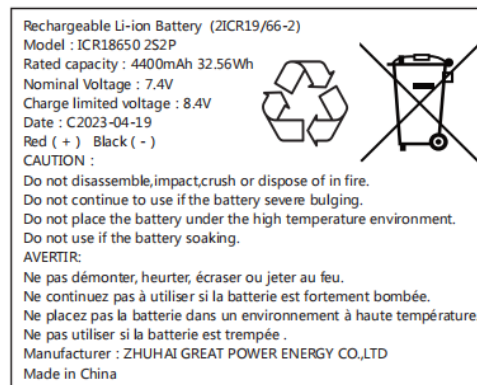 Rechargeable Li-ion Battery (2ICR19/66-2)
Model : ICR18650 2S2P
Rated capacity : 4400mAh 32.56Wh
Nominal Voltage : 7.4V
Charge limited voltage : 8.4V
Date : C2023-04-19
Red ( + ) Black ( - )
CAUTION :
Do not disassemble,impact,crush or dispose of in fire.
Do not continue to use if the battery severe bulging.
Do not place the battery under the high temperature environment.
Do not use if the battery soaking.
AVERTIR:
Ne pas démonter, heurter, écraser ou jeter au feu.
Ne continuez pas à utiliser si la batterie est fortement bombée.
Ne placez pas la batterie dans un environnement à haute température
Ne pas utiliser si la batterie est trempée .
Manufacturer : ZHUHAI GREAT POWER ENERGY CO.,LTD
Made in China